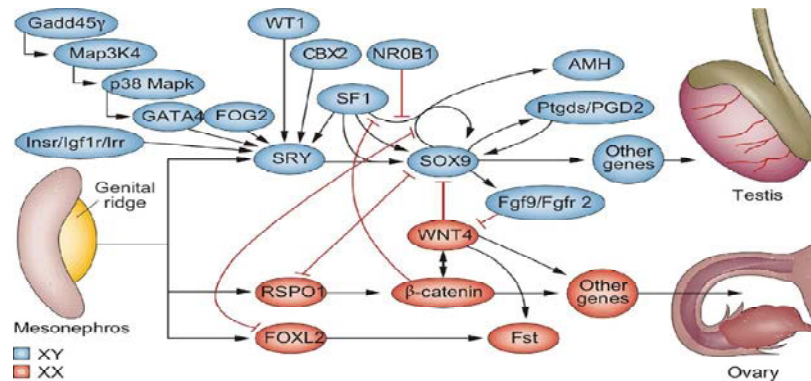 Gadd45γ
WT1
Map3K4
CBX2
NR0B1
p38 Mapk
SF1
AMH
GATA4
FOG2
Ptgds/PGD2
Insr/Igf1r/Irr
SRY
SOX9
Other
genes
Testis
Genital
ridge
Fgf9/Fgfr 2
WNT4
RSPO1
β-catenin
Other
genes
Mesonephros
FOXL2
Fst
XY
XX
Ovary